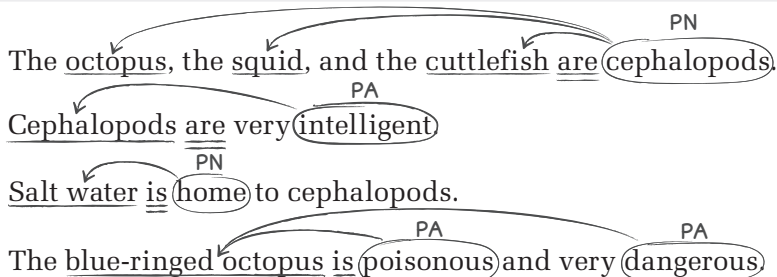 PN
The octopus, the squid, and the cuttlefish are cephalopods.
PA
Cephalopods are very intelligent.
PN
Salt water is home to cephalopods.
PA PA
The blue-ringed octopus is poisonous and very dangerous.